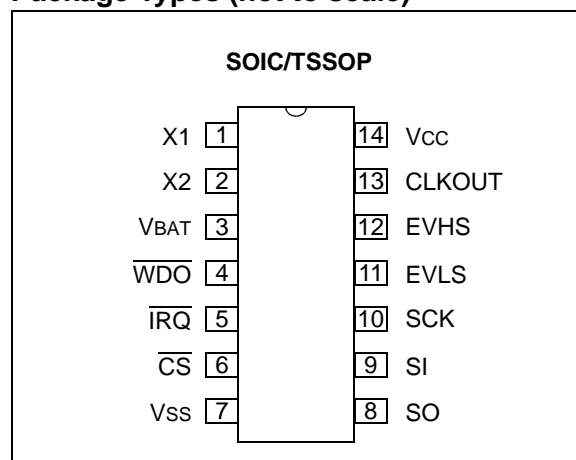 Package Types (not to scale)
SOIC/TSSOP
X1 1 14 VCC
X2 2 13 CLKOUT
VBAT 3 12 EVHS
WDO 4 11 EVLS
IRQ 5 10 SCK
CS 6 9 SI
VSS 7 8 SO